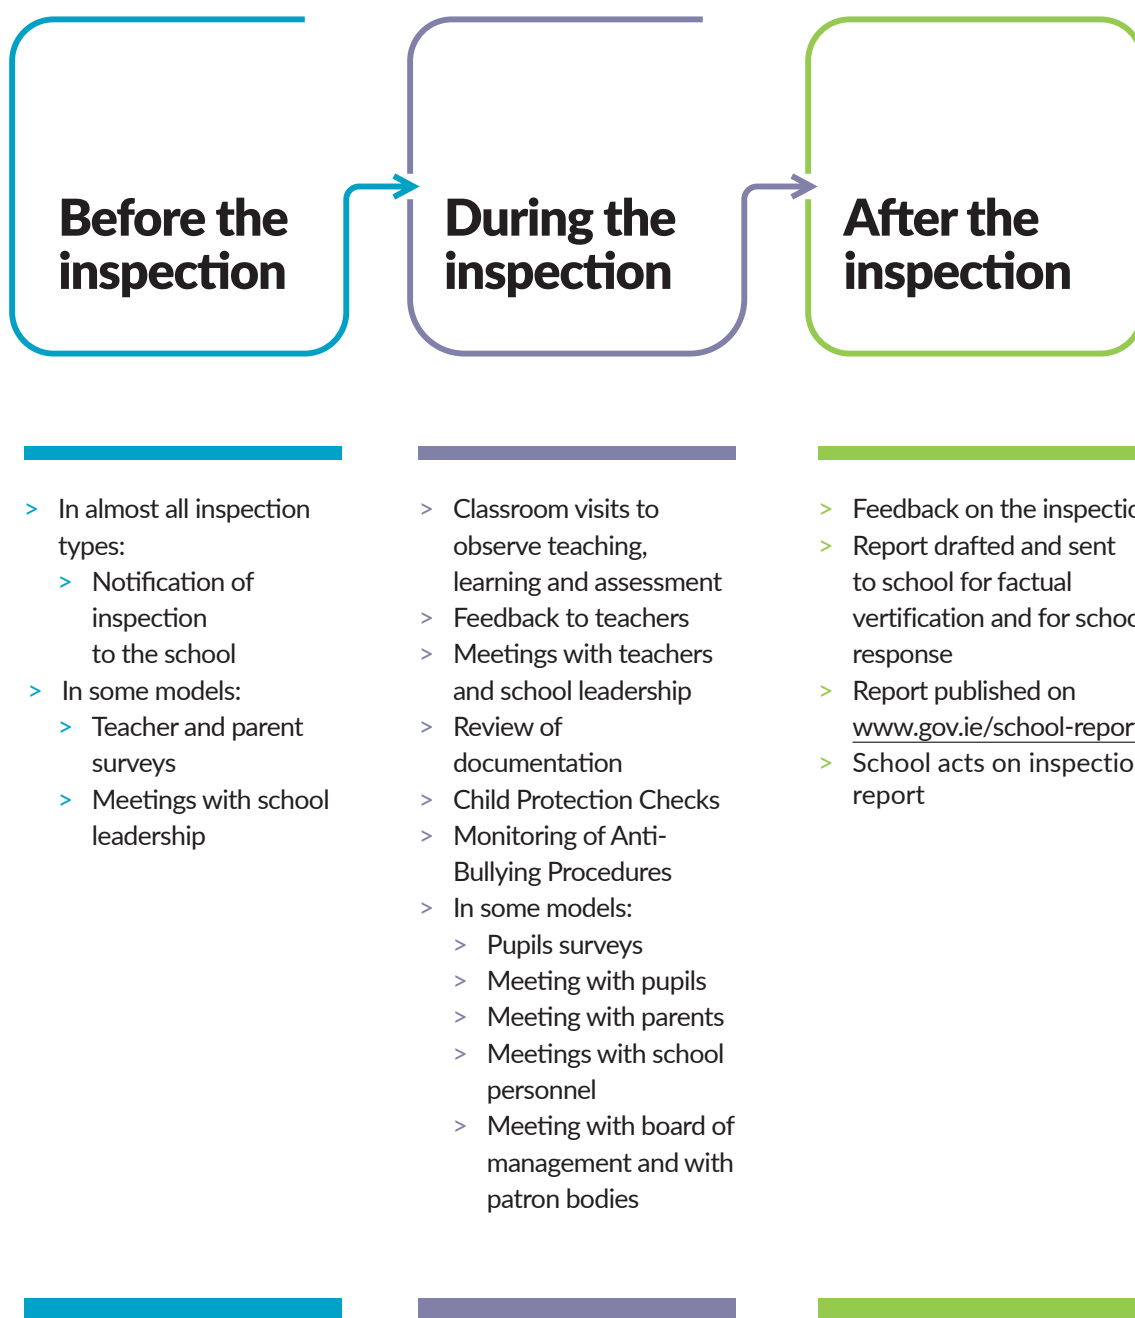 Before the
inspection
During the
inspection
After the
inspection
> In almost all inspection
types:
> Notification of
inspection
to the school
> In some models:
> Teacher and parent
surveys
> Meetings with school
leadership
> Classroom visits to
observe teaching,
learning and assessment
> Feedback to teachers
> Meetings with teachers
and school leadership
> Review of
documentation
> Child Protection Checks
> Monitoring of Anti-
Bullying Procedures
> In some models:
> Pupils surveys
> Meeting with pupils
> Meeting with parents
> Meetings with school
personnel
> Meeting with board of
management and with
patron bodies
> Feedback on the
> Report drafted and sent
to school for factual
vertification and for
response
> Report published on
> School acts on
report